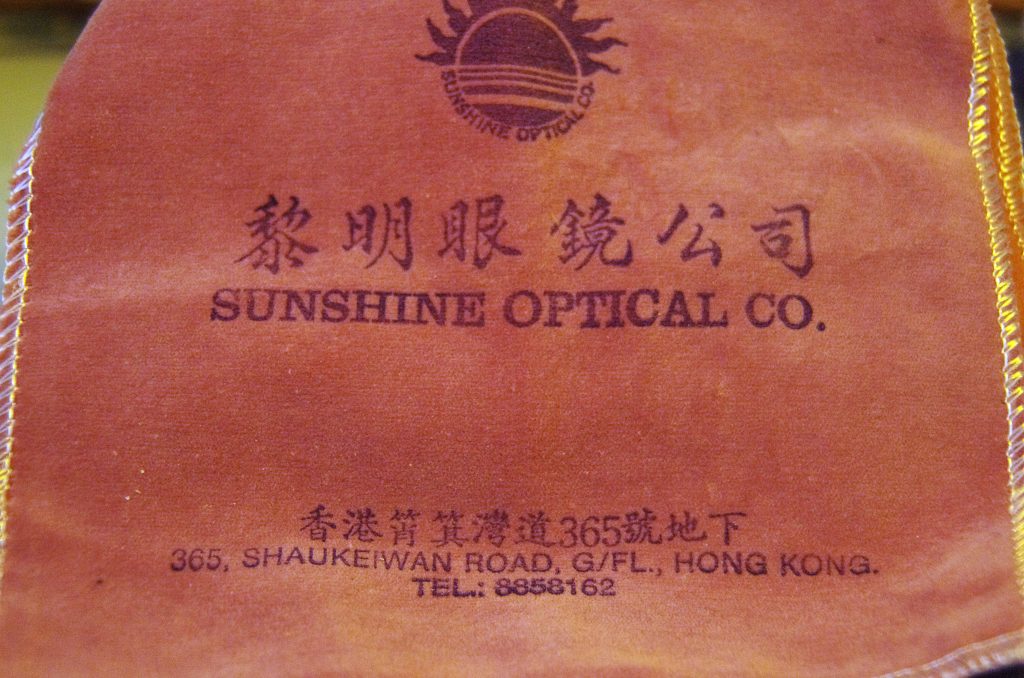 SUNSHINE OPTICAL CO.
黎明眼鏡公司
SUNSHINE OPTICAL CO.
香港筲箕灣道365號地下
365, SHAUKEIWAN ROAD, G/FL., HONG KONG.
TEL.: 8858162